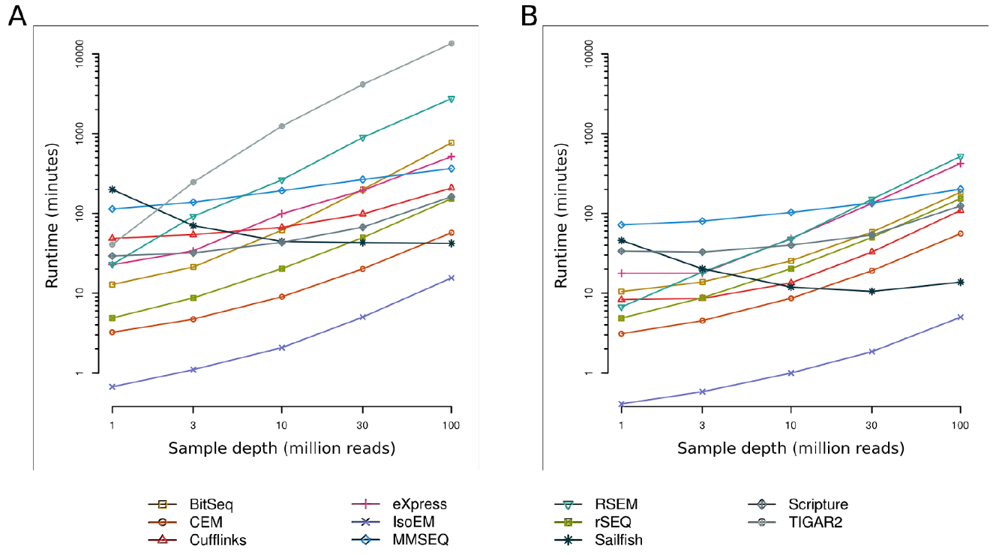 A
B
10000
1000
100
10
1
Runtime (minutes)
1 3 10 30 100
Sample depth (million reads)
10000
1000
100
10
1
Runtime (minutes)
1 3 10 30 100
Sample depth (million reads)
BitSeq eXpress RSEM Scripture
CEM IsoEM rSEQ TIGAR2
Cufflinks MMSEQ Sailfish